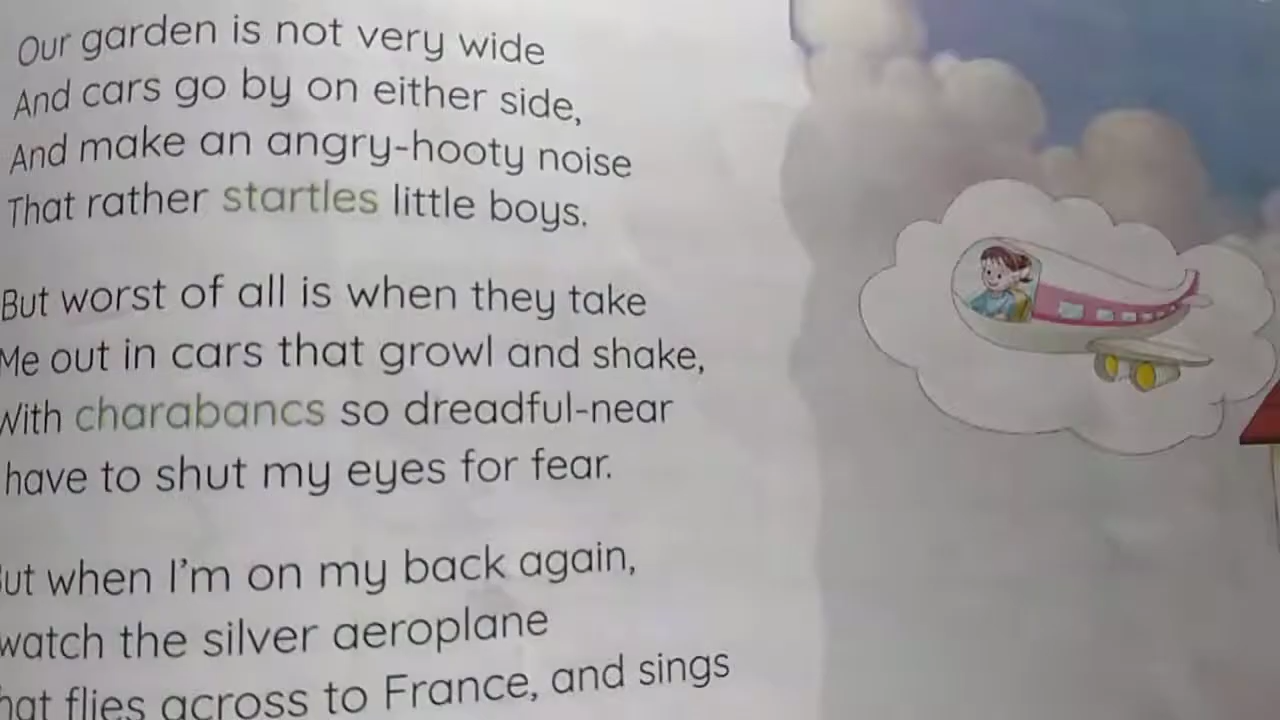 Our garden is not very wide
And cars go by on either side,
And make an angry-hooty noise
That rather startles little boys.
But worst of all is when they take
Me out in cars that growl and shake,
With charabancs so dreadful-near
have to shut my eyes for fear.
But when I'm on my back again,
watch the silver aeroplane
That flies across to France, and sings